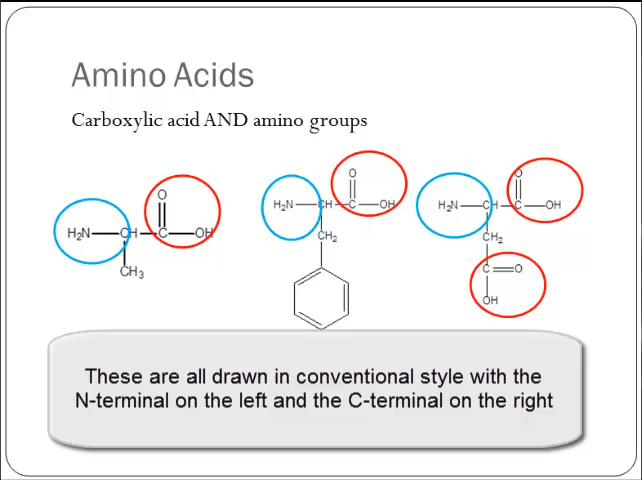 Amino Acids
Carboxylic acid AND amino groups
O
H₂N CH C OH
CH₃
O
H₂N CH C OH
CH₂
O
H₂N CH C OH
CH₂
C O
OH
These are all drawn in conventional style with the
N-terminal on the left and the C-terminal on the right